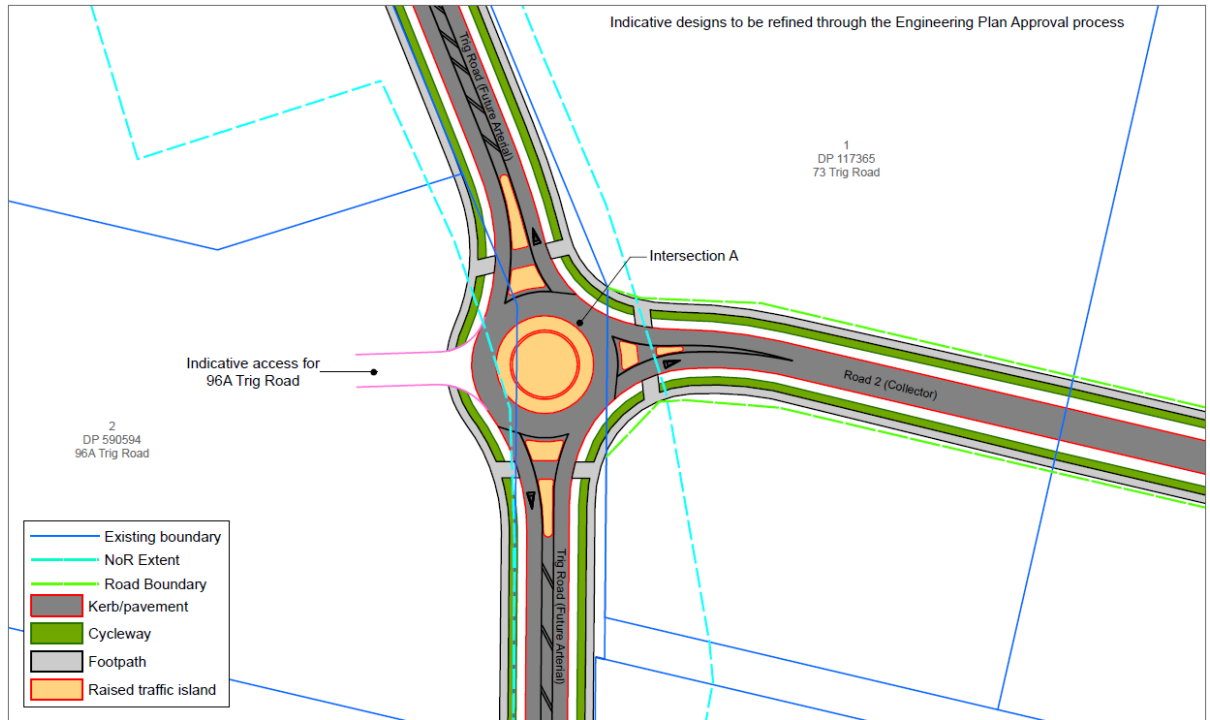 Indicative designs to be refined through the Engineering Plan Approval process
Trig Road (Future Arterial)
1
DP 117365
73 Trig Road
Intersection A
Indicative access for
96A Trig Road
Road 2 (Collector)
2
DP 590594
96A Trig Road
Trig Road (Future Arterial)
Existing boundary
NoR Extent
Road Boundary
Kerb/pavement
Cycleway
Footpath
Raised traffic island